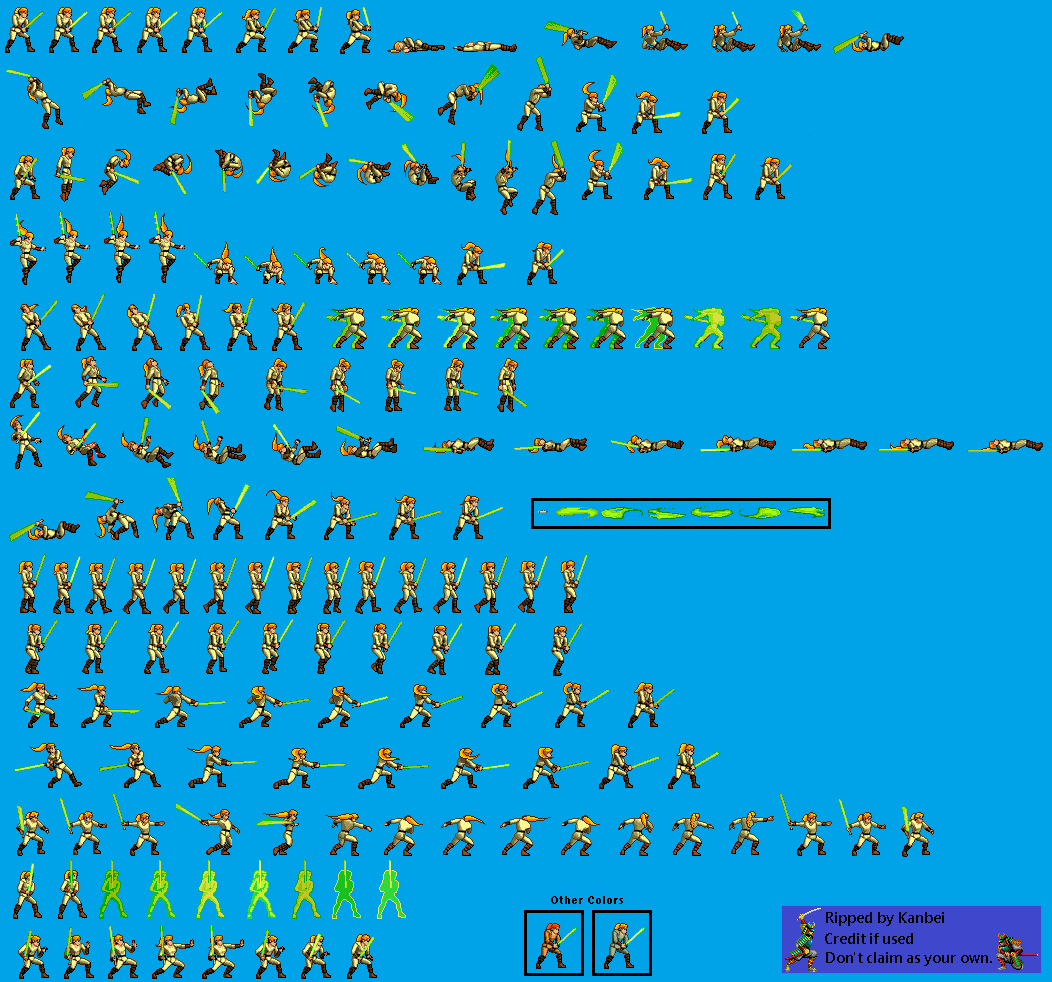 Other Colors
Ripped by Kanbei
Credit if used
Don't claim as your own.